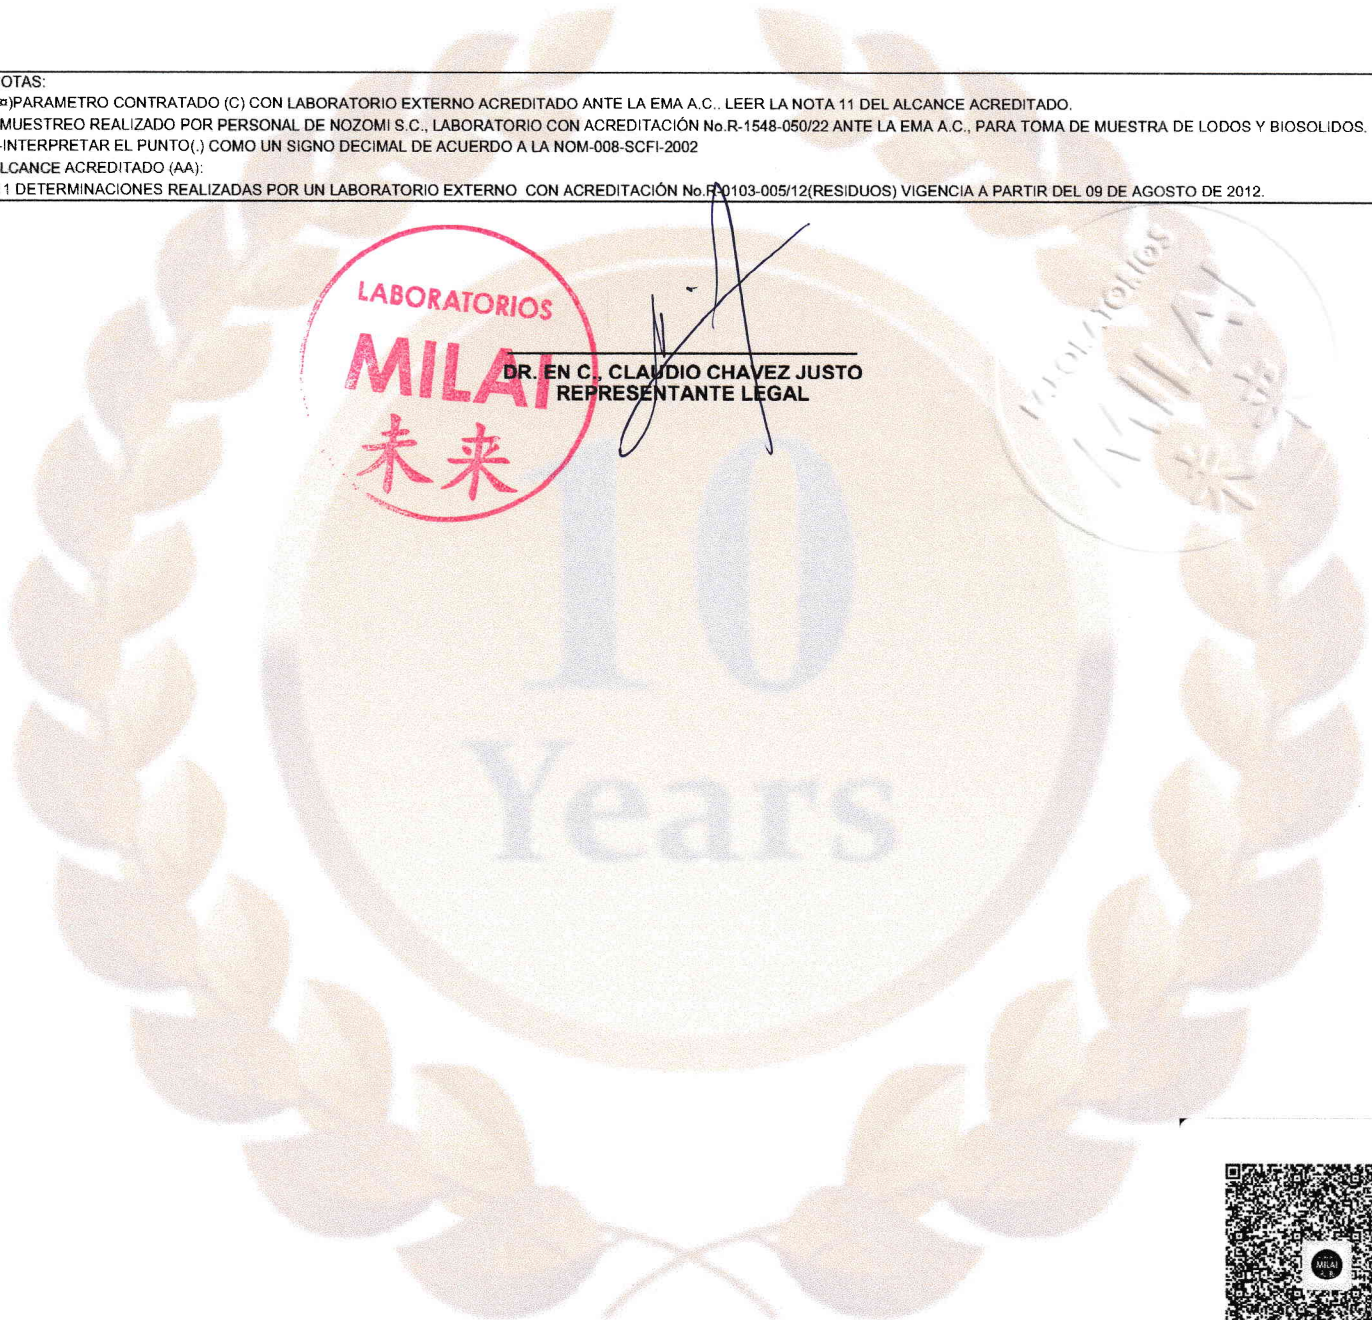 OTAS:
¤)PARAMETRO CONTRATADO (C) CON LABORATORIO EXTERNO ACREDITADO ANTE LA EMA A.C.. LEER LA NOTA 11 DEL ALCANCE ACREDITADO.
MUESTREO REALIZADO POR PERSONAL DE NOZOMI S.C., LABORATORIO CON ACREDITACIÓN No.R-1548-050/22 ANTE LA EMA A.C., PARA TOMA DE MUESTRA DE LODOS Y BIOSOLIDOS.
-INTERPRETAR EL PUNTO(.) COMO UN SIGNO DECIMAL DE ACUERDO A LA NOM-008-SCFI-2002
LCANCE ACREDITADO (AA):
1 DETERMINACIONES REALIZADAS POR UN LABORATORIO EXTERNO CON ACREDITACIÓN No.R-0103-005/12(RESIDUOS) VIGENCIA A PARTIR DEL 09 DE AGOSTO DE 2012.
LABORATORIOS
MILAI
未来
DR. EN C., CLAUDIO CHAVEZ JUSTO
REPRESENTANTE LEGAL
LABORATORIOS
MILAI
未来
10
Years
MILAI